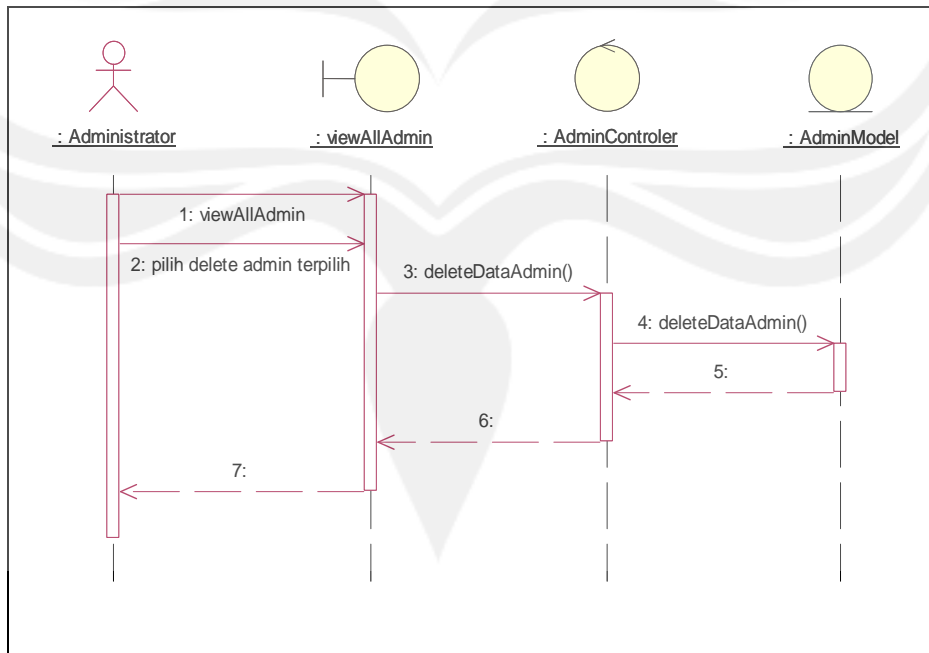 : Administrator
: viewAllAdmin
: AdminControler
: AdminModel
1: viewAllAdmin
2: pilih delete admin terpilih
3: deleteDataAdmin()
4: deleteDataAdmin()
5:
6:
7: